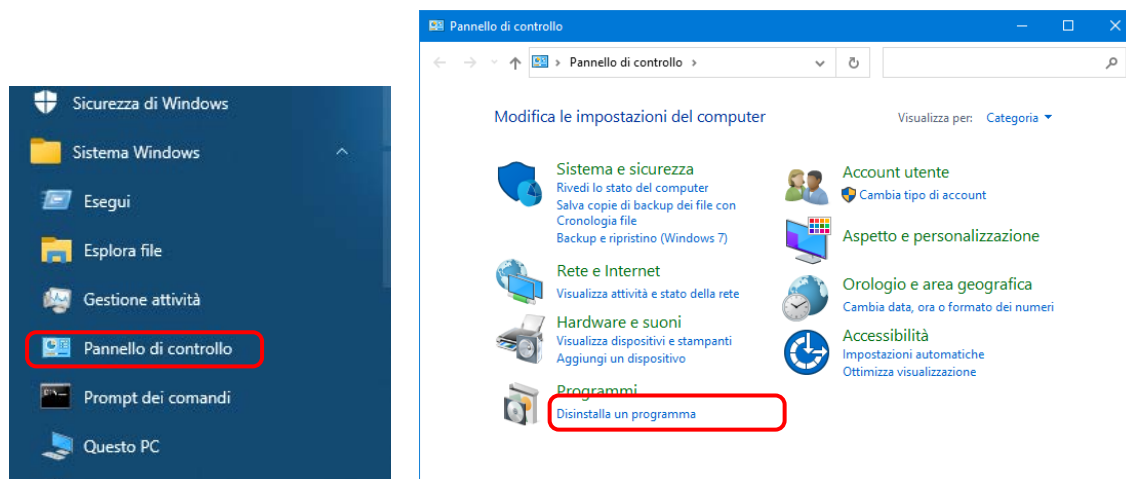 Sicurezza di Windows
Sistema Windows
Esegui
Esplora file
Gestione attività
Pannello di controllo
Prompt dei comandi
Questo PC
Pannello di controllo
Pannello di controllo
Modifica le impostazioni del computer
Visualizza per: Categoria
Sistema e sicurezza
Rivedi lo stato del computer
Salva copie di backup dei file con
Cronologia file
Backup e ripristino (Windows 7)
Rete e Internet
Visualizza attività e stato della rete
Hardware e suoni
Visualizza dispositivi e stampanti
Aggiungi un dispositivo
Programmi
Disinstalla un programma
Account utente
Cambia tipo di account
Aspetto e personalizzazione
Orologio e area geografica
Cambia data, ora o formato dei numeri
Accessibilità
Impostazioni automatiche
Ottimizza visualizzazione